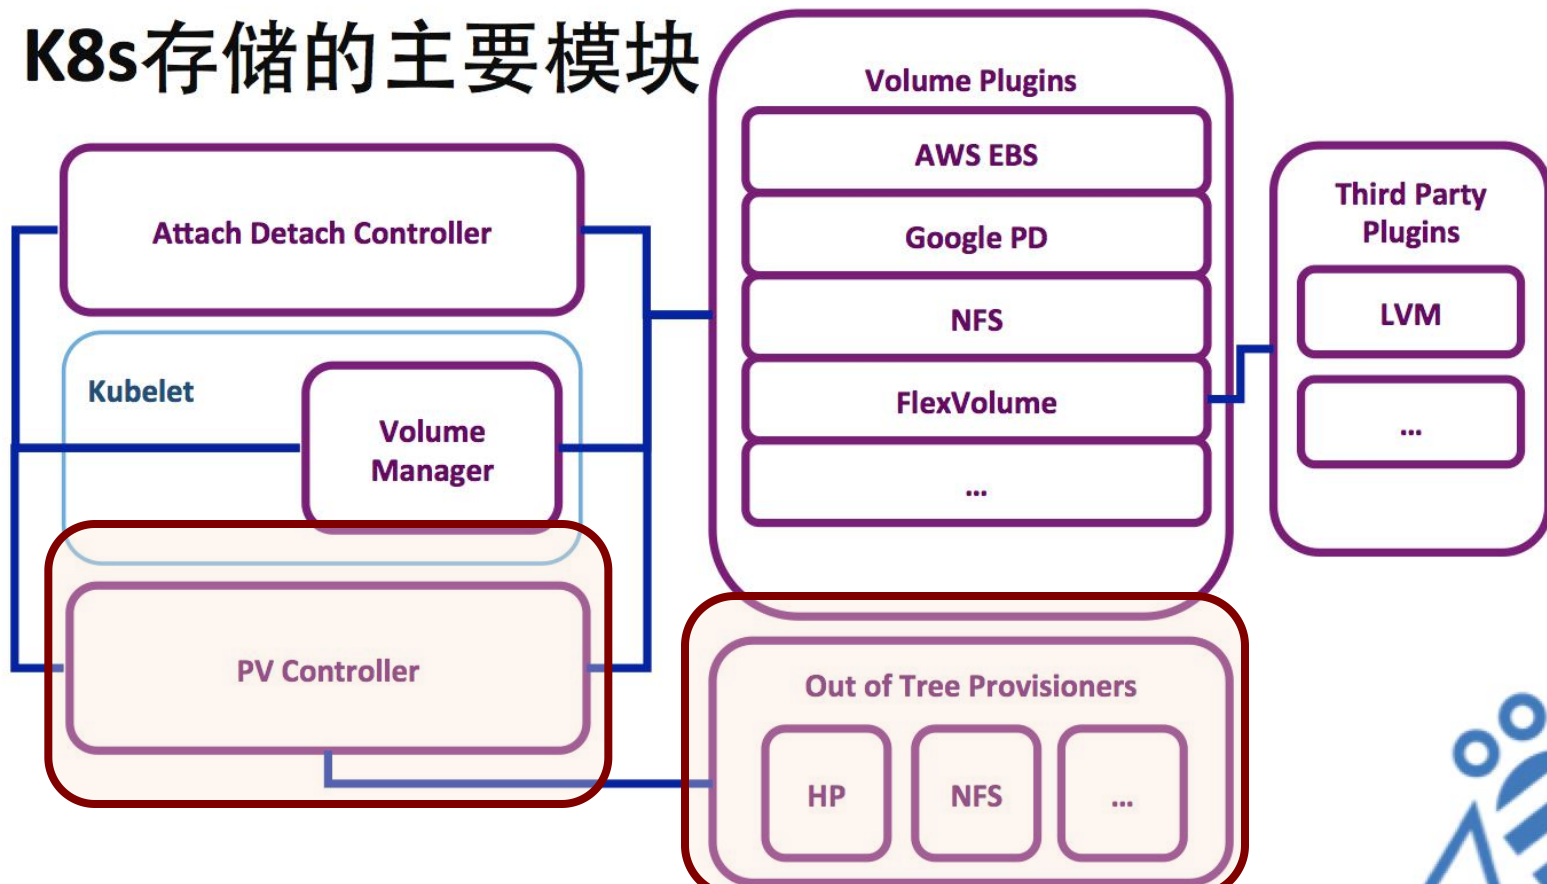 K8s存储的主要模块
Volume Plugins
AWS EBS
Google PD
NFS
FlexVolume
...
Third Party
Plugins
LVM
...
Attach Detach Controller
Kubelet
Volume
Manager
PV Controller
Out of Tree Provisioners
HP
NFS
...